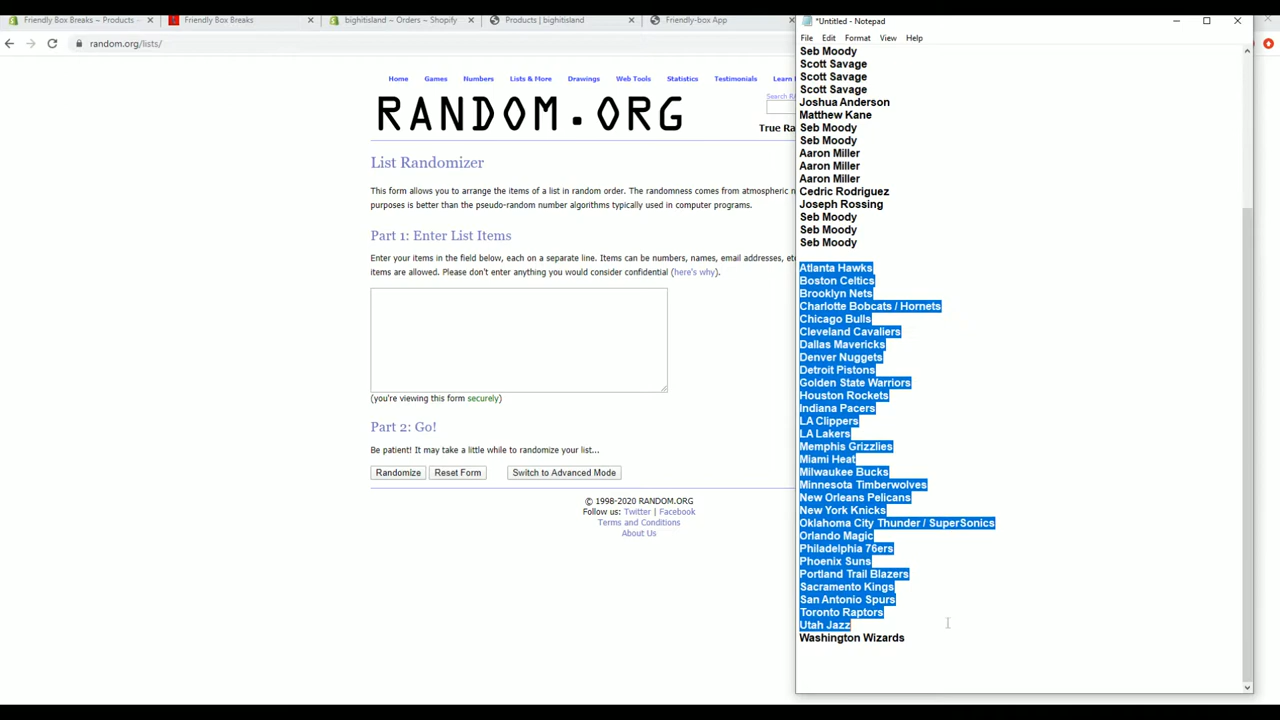 Friendly Box Breaks ~ Products
Friendly Box Breaks
bighitisland ~ Orders ~ Shopify
Products | bighitisland
Friendly-box App
random.org/lists/
Home Games Numbers Lists & More Drawings Web Tools Statistics Testimonials Learn
Search RA
RANDOM.ORG
True Ra
List Randomizer
This form allows you to arrange the items of a list in random order. The randomness comes from atmospheric n
purposes is better than the pseudo-random number algorithms typically used in computer programs.
Part 1: Enter List Items
Enter your items in the field below, each on a separate line. Items can be numbers, names, email addresses, etc
items are allowed. Please don't enter anything you would consider confidential (here's why).
(you're viewing this form securely)
Part 2: Go!
Be patient! It may take a little while to randomize your list...
Randomize Reset Form Switch to Advanced Mode
© 1998-2020 RANDOM.ORG
Follow us: Twitter | Facebook
Terms and Conditions
About Us
*Untitled - Notepad
File Edit Format View Help
Seb Moody
Scott Savage
Scott Savage
Scott Savage
Joshua Anderson
Matthew Kane
Seb Moody
Seb Moody
Aaron Miller
Aaron Miller
Aaron Miller
Cedric Rodriguez
Joseph Rossing
Seb Moody
Seb Moody
Seb Moody
Atlanta Hawks
Boston Celtics
Brooklyn Nets
Charlotte Bobcats / Hornets
Chicago Bulls
Cleveland Cavaliers
Dallas Mavericks
Denver Nuggets
Detroit Pistons
Golden State Warriors
Houston Rockets
Indiana Pacers
LA Clippers
LA Lakers
Memphis Grizzlies
Miami Heat
Milwaukee Bucks
Minnesota Timberwolves
New Orleans Pelicans
New York Knicks
Oklahoma City Thunder / SuperSonics
Orlando Magic
Philadelphia 76ers
Phoenix Suns
Portland Trail Blazers
Sacramento Kings
San Antonio Spurs
Toronto Raptors
Utah Jazz
Washington Wizards